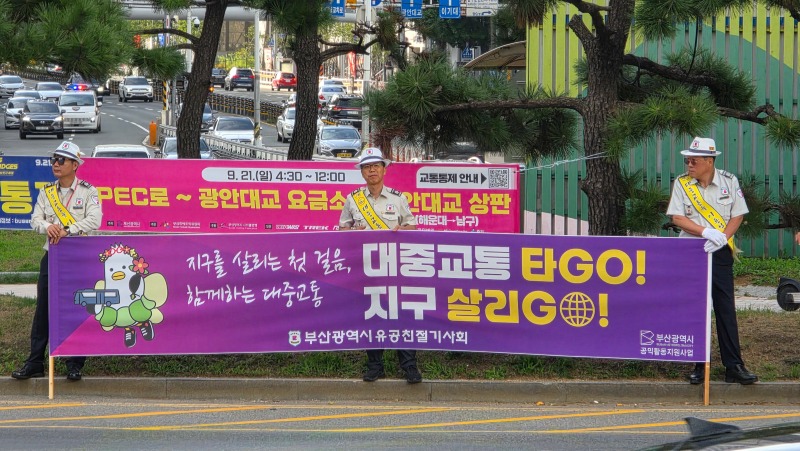 9. 21.(일) 4:30 ~ 12:00
교통통제 안내
PEC로 ~ 광안대교 요금소
안대교 상판
(해운대→남구)
지구를 살리는 첫 걸음,
함께하는 대중교통
대중교통 타GO!
지구 살리GO!
부산광역시 유공친절기사회
부산광역시
공익활동지원사업